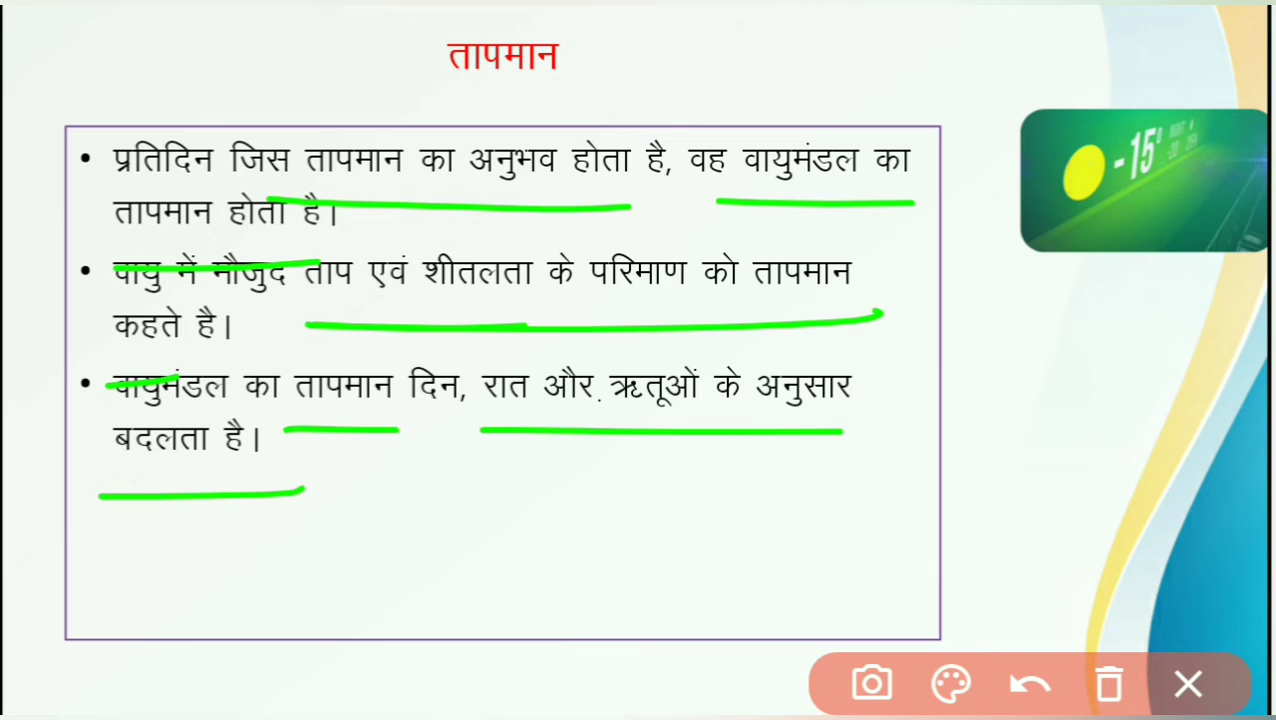 तापमान
• प्रतिदिन जिस तापमान का अनुभव होता है, वह वायुमंडल का
तापमान होता है।
• वायु में मौजुद ताप एवं शीतलता के परिमाण को तापमान
कहते है।
• वायुमंडल का तापमान दिन, रात और ऋतूओं के अनुसार
बदलता है।
-15°